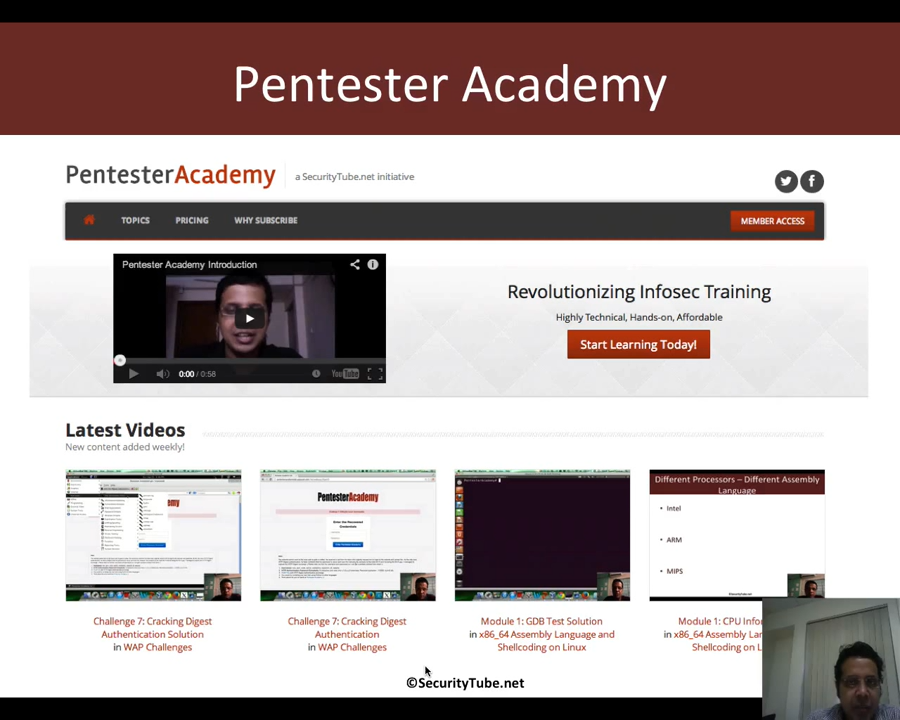 Pentester Academy
PentesterAcademy
a SecurityTube.net initiative
TOPICS
PRICING
WHY SUBSCRIBE
MEMBER ACCESS
Pentester Academy Introduction
0:00 / 0:58
YouTube
Revolutionizing Infosec Training
Highly Technical, Hands-on, Affordable
Start Learning Today!
Latest Videos
New content added weekly!
PentesterAcademy
Different Processors – Different Assembly
Language
• Intel
• ARM
• MIPS
Challenge 7: Cracking Digest
Authentication Solution
in WAP Challenges
Challenge 7: Cracking Digest
Authentication
in WAP Challenges
Module 1: GDB Test Solution
in x86_64 Assembly Language and
Shellcoding on Linux
Module 1: CPU
in x86_64 Assembly
Shellcoding on
©SecurityTube.net